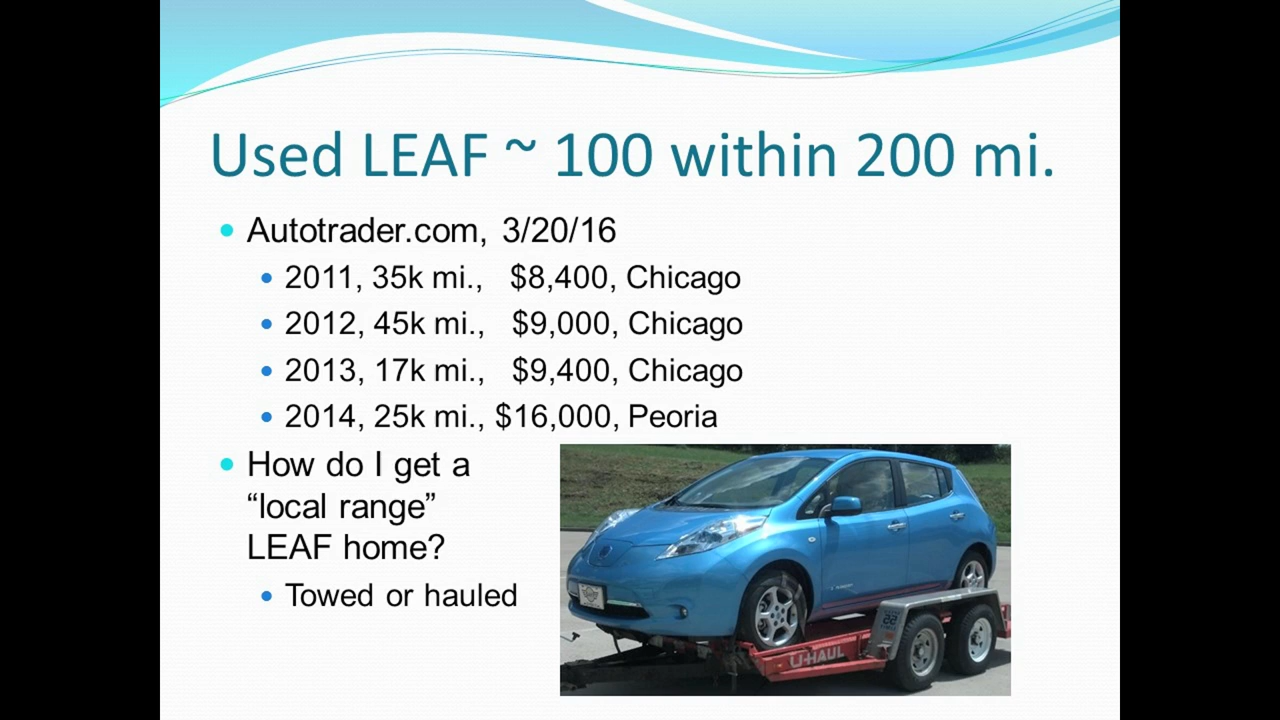 Used LEAF ~ 100 within 200 mi.
Autotrader.com, 3/20/16
2011, 35k mi., $8,400, Chicago
2012, 45k mi., $9,000, Chicago
2013, 17k mi., $9,400, Chicago
2014, 25k mi., $16,000, Peoria
How do I get a
“local range”
LEAF home?
Towed or hauled
U-HAUL